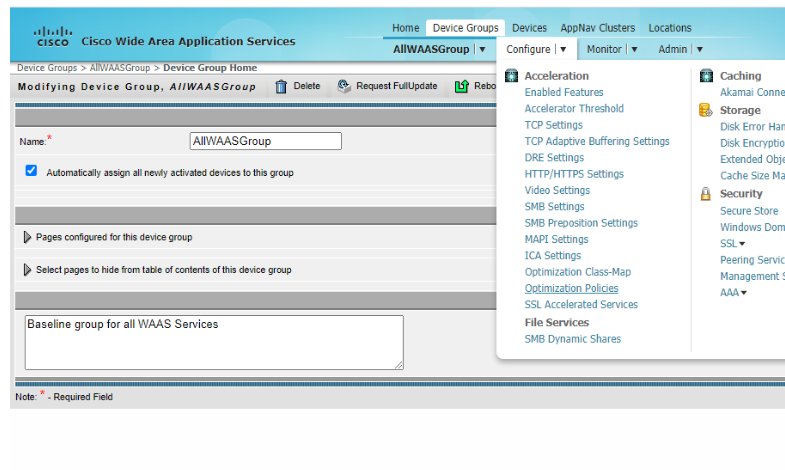 Home Device Groups Devices AppNav Clusters Locations
CISCO Cisco Wide Area Application Services
AllWAASGroup | ▼ Configure | ▼ Monitor | ▼ Admin | ▼
Device Groups > AllWAASGroup > Device Group Home
Modifying Device Group, AllWAASGroup Delete Request FullUpdate Rebo
Name:* AllWAASGroup
Automatically assign all newly activated devices to this group
Pages configured for this device group
Select pages to hide from table of contents of this device group
Baseline group for all WAAS Services
Note: * - Required Field
Acceleration
Enabled Features
Accelerator Threshold
TCP Settings
TCP Adaptive Buffering Settings
DRE Settings
HTTP/HTTPS Settings
Video Settings
SMB Settings
SMB Preposition Settings
MAPI Settings
ICA Settings
Optimization Class-Map
Optimization Policies
SSL Accelerated Services
File Services
SMB Dynamic Shares
Caching
Akamai Conne
Storage
Disk Error Han
Disk Encryptio
Extended Obje
Cache Size Ma
Security
Secure Store
Windows Dom
SSL ▼
Peering Servic
Management S
AAA ▼